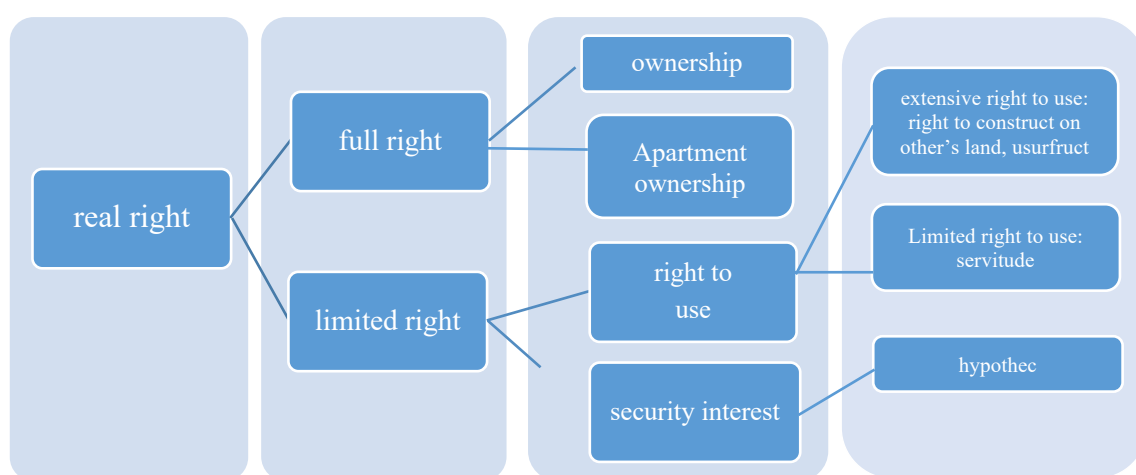 real right
full right
limited right
ownership
Apartment
ownership
right to
use
security interest
extensive right to use:
right to construct on
other’s land, usurfruct
Limited right to use:
servitude
hypothec